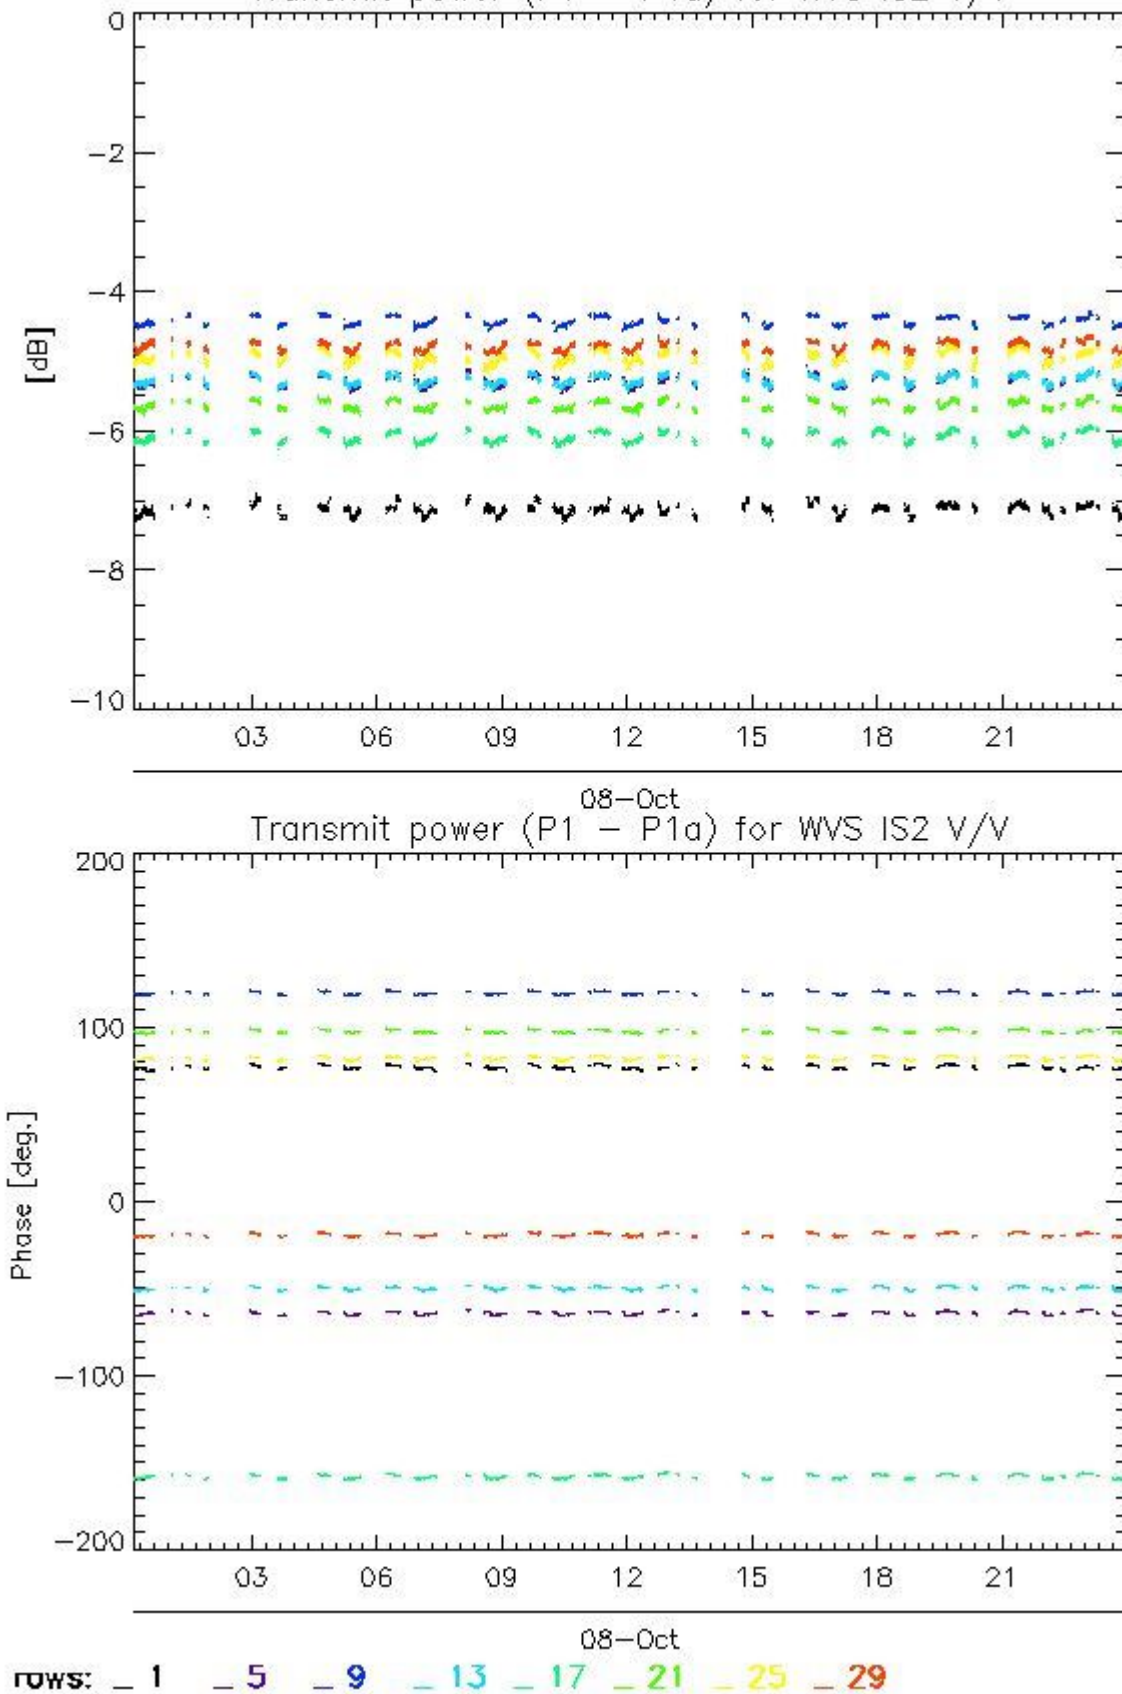 0
-2
-4
[dB]
-6
-8
-10
03 06 09 12 15 18 21
08-Oct
Transmit power (P1 - P1a) for WVS IS2 V/V
200
100
Phase [deg.]
0
-100
-200
03 06 09 12 15 18 21
08-Oct
rows: _ 1 _ 5 _ 9 _ 13 _ 17 _ 21 _ 25 _ 29